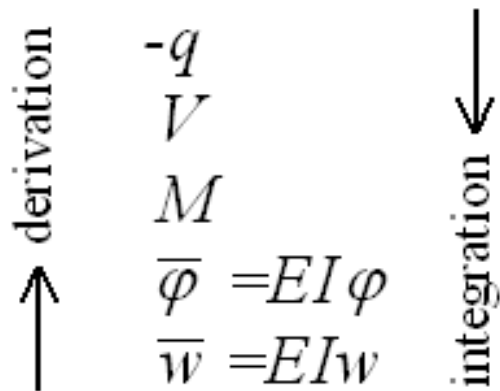 derivation
-q
V
M
φ̅ =EIφ
w̅ =EIw
integration